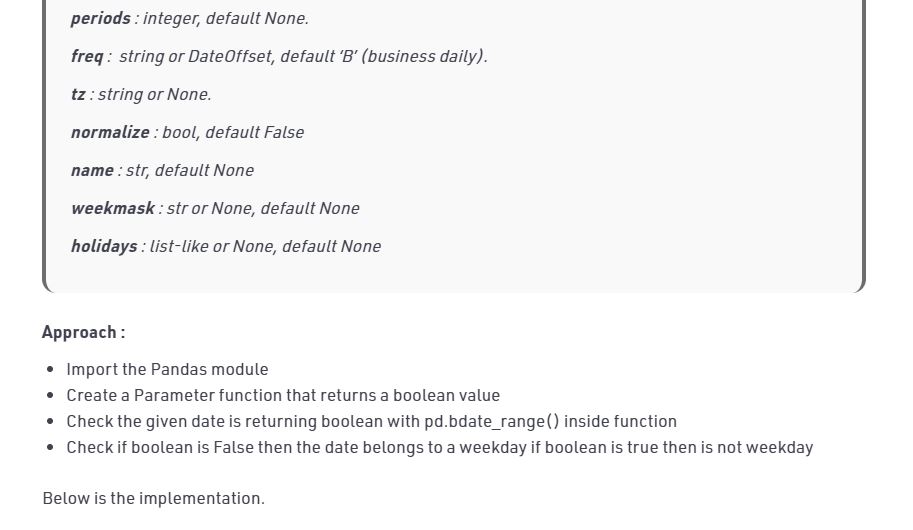 periods : integer, default None.
freq :  string or DateOffset, default ‘B’ (business daily).
tz : string or None.
normalize : bool, default False
name : str, default None
weekmask : str or None, default None
holidays : list-like or None, default None
Approach :
• Import the Pandas module
• Create a Parameter function that returns a boolean value
• Check the given date is returning boolean with pd.bdate_range() inside function
• Check if boolean is False then the date belongs to a weekday if boolean is true then is not weekday
Below is the implementation.